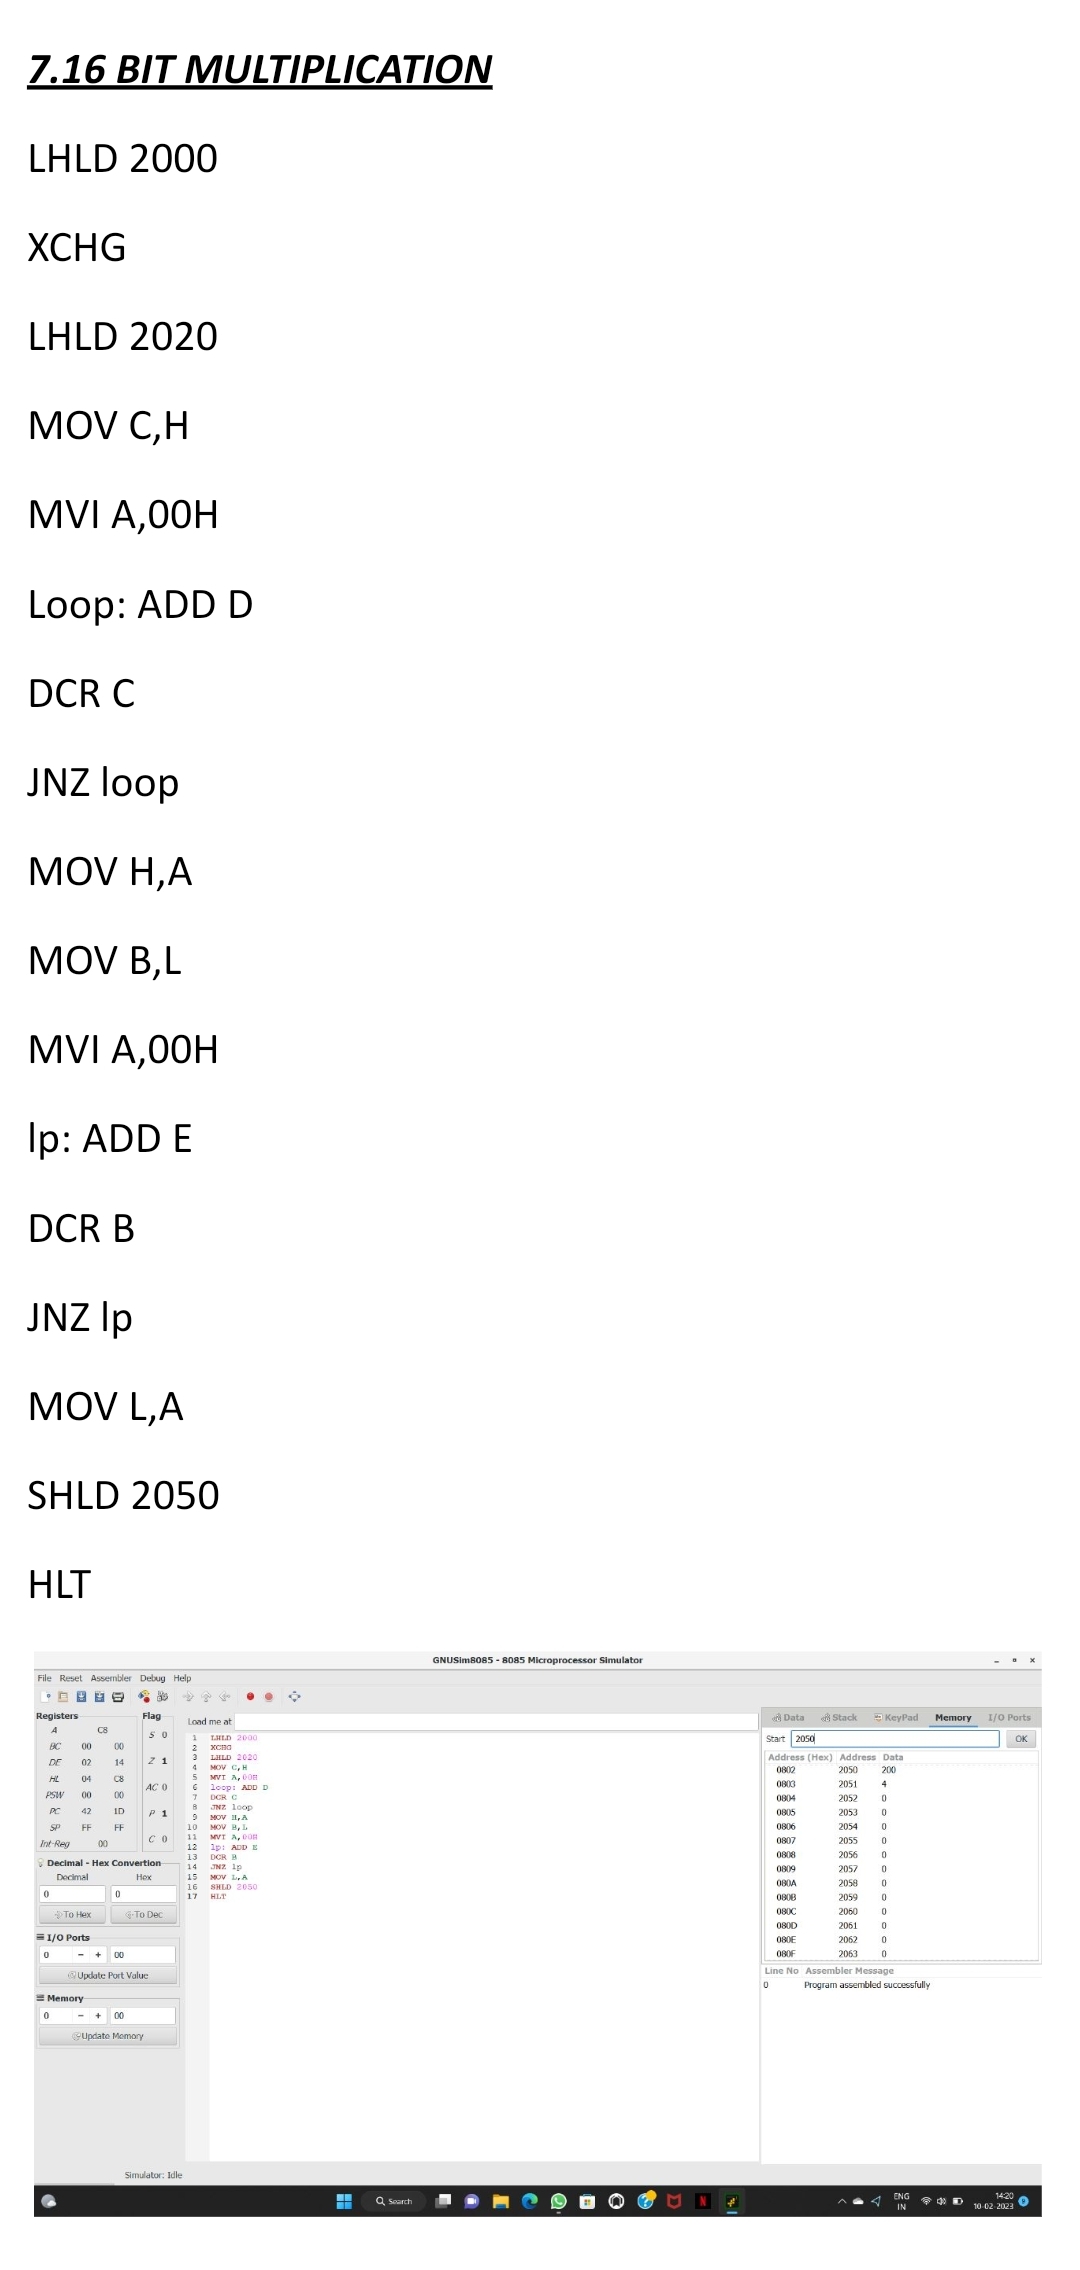 7.16 BIT MULTIPLICATION
LHLD 2000
XCHG
LHLD 2020
MOV C,H
MVI A,00H
Loop: ADD D
DCR C
JNZ loop
MOV H,A
MOV B,L
MVI A,00H
lp: ADD E
DCR B
JNZ lp
MOV L,A
SHLD 2050
HLT
GNUSim8085 - 8085 Microprocessor Simulator
File Reset Assembler Debug Help
Registers
A C8
BC 00 00
DE 02 14
HL 04 C8
PSW 00 00
PC 42 1D
SP FF FF
Int-Reg 00
Flag
S 0
Z 1
AC 0
P 1
C 0
Decimal - Hex Convertion
Decimal Hex
0 0
To Hex To Dec
I/O Ports
0 - + 00
Update Port Value
Memory
0 - + 00
Update Memory
Load me at
1 LHLD 2000
2 XCHG
3 LHLD 2020
4 MOV C,H
5 MVI A,00H
6 loop: ADD D
7 DCR C
8 JNZ loop
9 MOV H,A
10 MOV B,L
11 MVI A,00H
12 lp: ADD E
13 DCR B
14 JNZ lp
15 MOV L,A
16 SHLD 2050
17 HLT
Data Stack KeyPad Memory I/O Ports
Start 2050 OK
Address (Hex) Address Data
0802 2050 200
0803 2051 4
0804 2052 0
0805 2053 0
0806 2054 0
0807 2055 0
0808 2056 0
0809 2057 0
080A 2058 0
080B 2059 0
080C 2060 0
080D 2061 0
080E 2062 0
080F 2063 0
Line No Assembler Message
0 Program assembled successfully
Simulator: Idle
Search
ENG
IN
14:20
10-02-2023